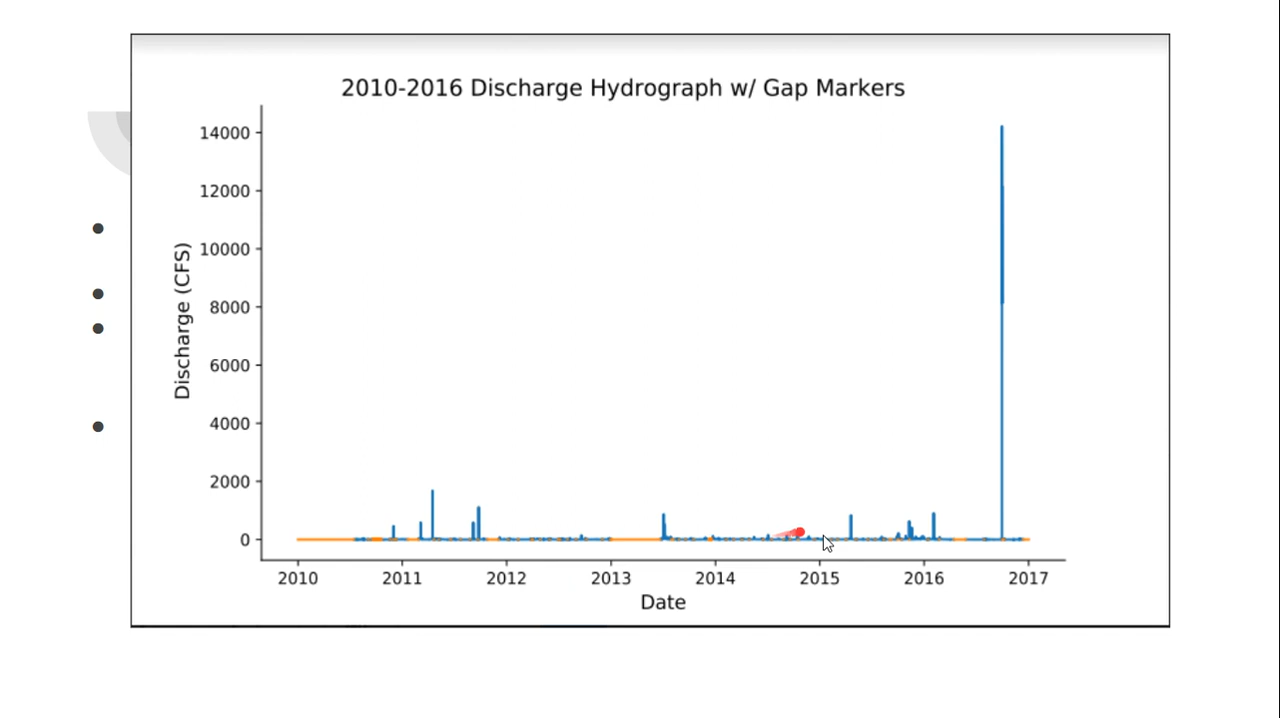 2010-2016 Discharge Hydrograph w/ Gap Markers
14000
12000
10000
8000
6000
4000
2000
0
Discharge (CFS)
2010 2011 2012 2013 2014 2015 2016 2017
Date